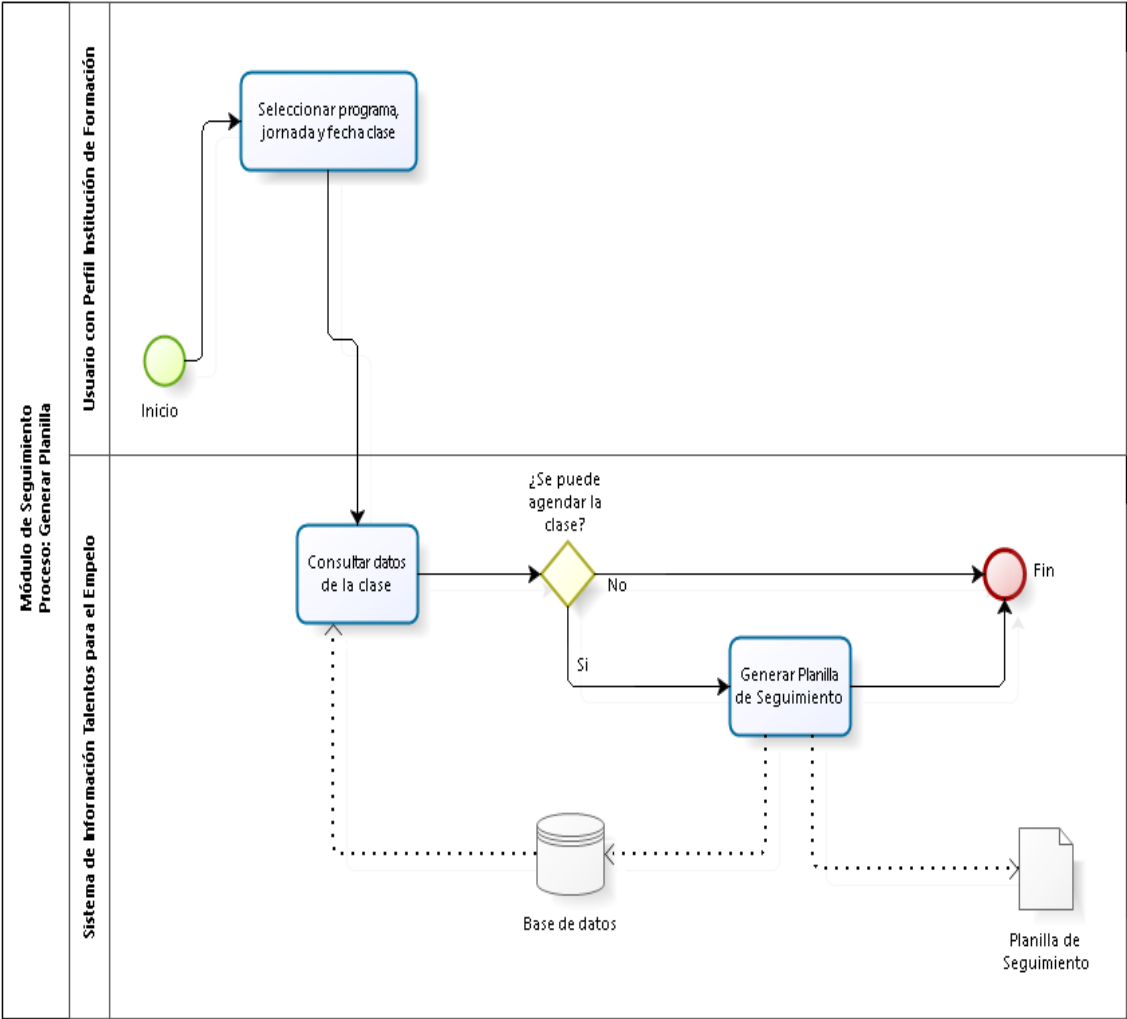 Módulo de Seguimiento
Proceso: Generar Planilla
Usuario con Perfil Institución de Formación
Seleccionar programa,
jornada y fecha clase
Inicio
Sistema de Información Talentos para el Empelo
¿Se puede
agendar la
clase?
Consultar datos
de la clase
No
Fin
Si
Generar Planilla
de Seguimiento
Base de datos
Planilla de
Seguimiento